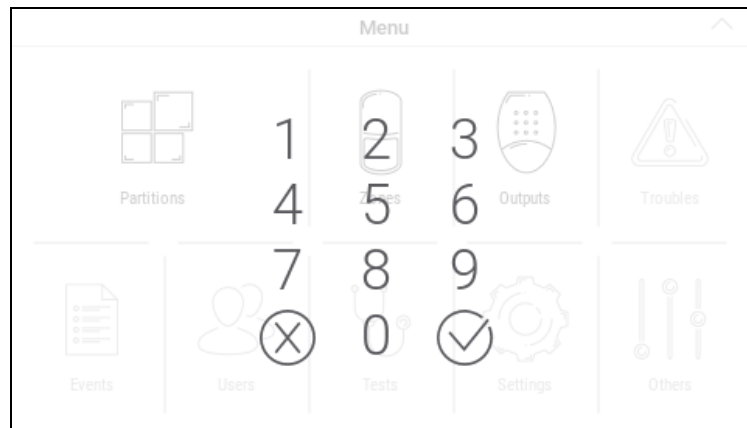 Menu
1 2 3
Partitions Zones Outputs Troubles
4 5 6
7 8 9
0
Events Users Tests Settings Others